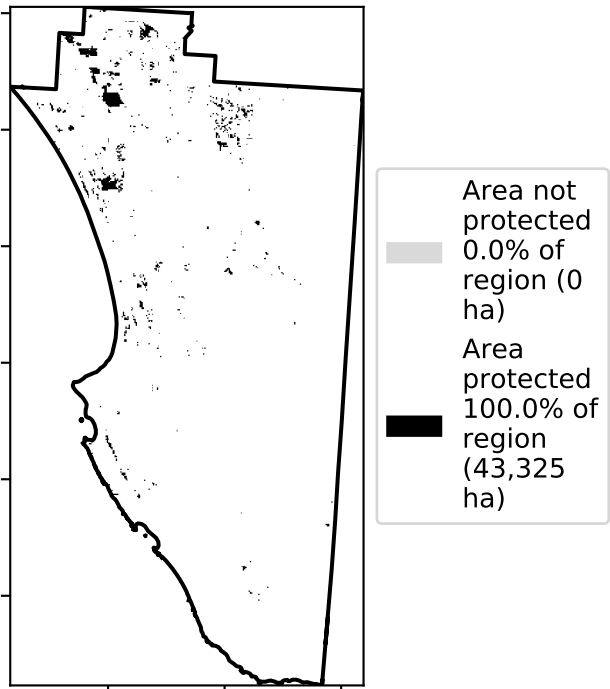 Area not
protected
0.0% of
region (0
ha)
Area
protected
100.0% of
region
(43,325
ha)